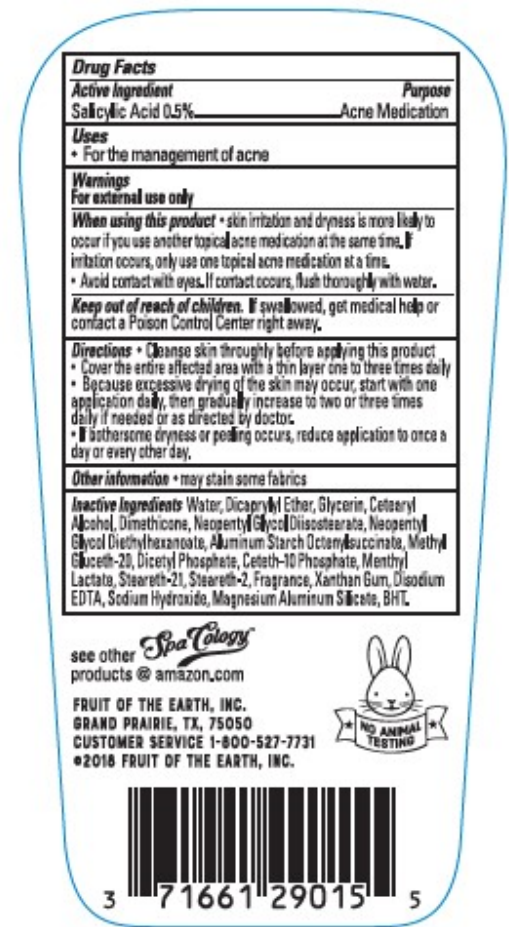 Drug Facts
Active Ingredient Purpose
Salicylic Acid 0.5% Acne Medication
Uses
• For the management of acne
Warnings
For external use only
When using this product • skin irritation and dryness is more likely to
occur if you use another topical acne medication at the same time. If
irritation occurs, only use one topical acne medication at a time.
• Avoid contact with eyes. If contact occurs, flush thoroughly with water.
Keep out of reach of children. If swallowed, get medical help or
contact a Poison Control Center right away.
Directions • Cleanse skin throughly before applying this product
• Cover the entire affected area with a thin layer one to three times daily
• Because excessive drying of the skin may occur, start with one
application daily, then gradually increase to two or three times
daily if needed or as directed by doctor.
• If bothersome dryness or peeling occurs, reduce application to once a
day or every other day.
Other information • may stain some fabrics
Inactive Ingredients Water, Dicaprylyl Ether, Glycerin, Cetearyl
Alcohol, Dimethicone, Neopentyl Glycol Diisostearate, Neopentyl
Glycol Diethylhexanoate, Aluminum Starch Octenylsuccinate, Methyl
Gluceth-20, Dicetyl Phosphate, Ceteth-10 Phosphate, Menthyl
Lactate, Steareth-21, Steareth-2, Fragrance, Xanthan Gum, Disodium
EDTA, Sodium Hydroxide, Magnesium Aluminum Silicate, BHT.
see other Spa Cology™
products @ amazon.com
FRUIT OF THE EARTH, INC.
GRAND PRAIRIE, TX, 75050
CUSTOMER SERVICE 1-800-527-7731
©2018 FRUIT OF THE EARTH, INC.
NO ANIMAL
TESTING
3 71661 29015 5